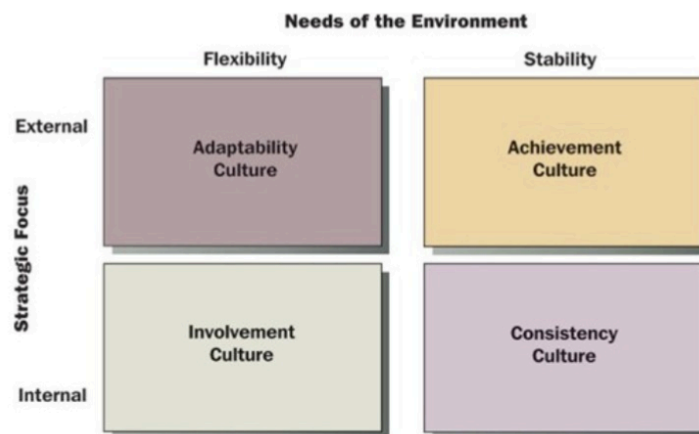 Needs of the Environment
Flexibility
Stability
External
Adaptability
Culture
Achievement
Culture
Strategic Focus
Involvement
Culture
Consistency
Culture
Internal